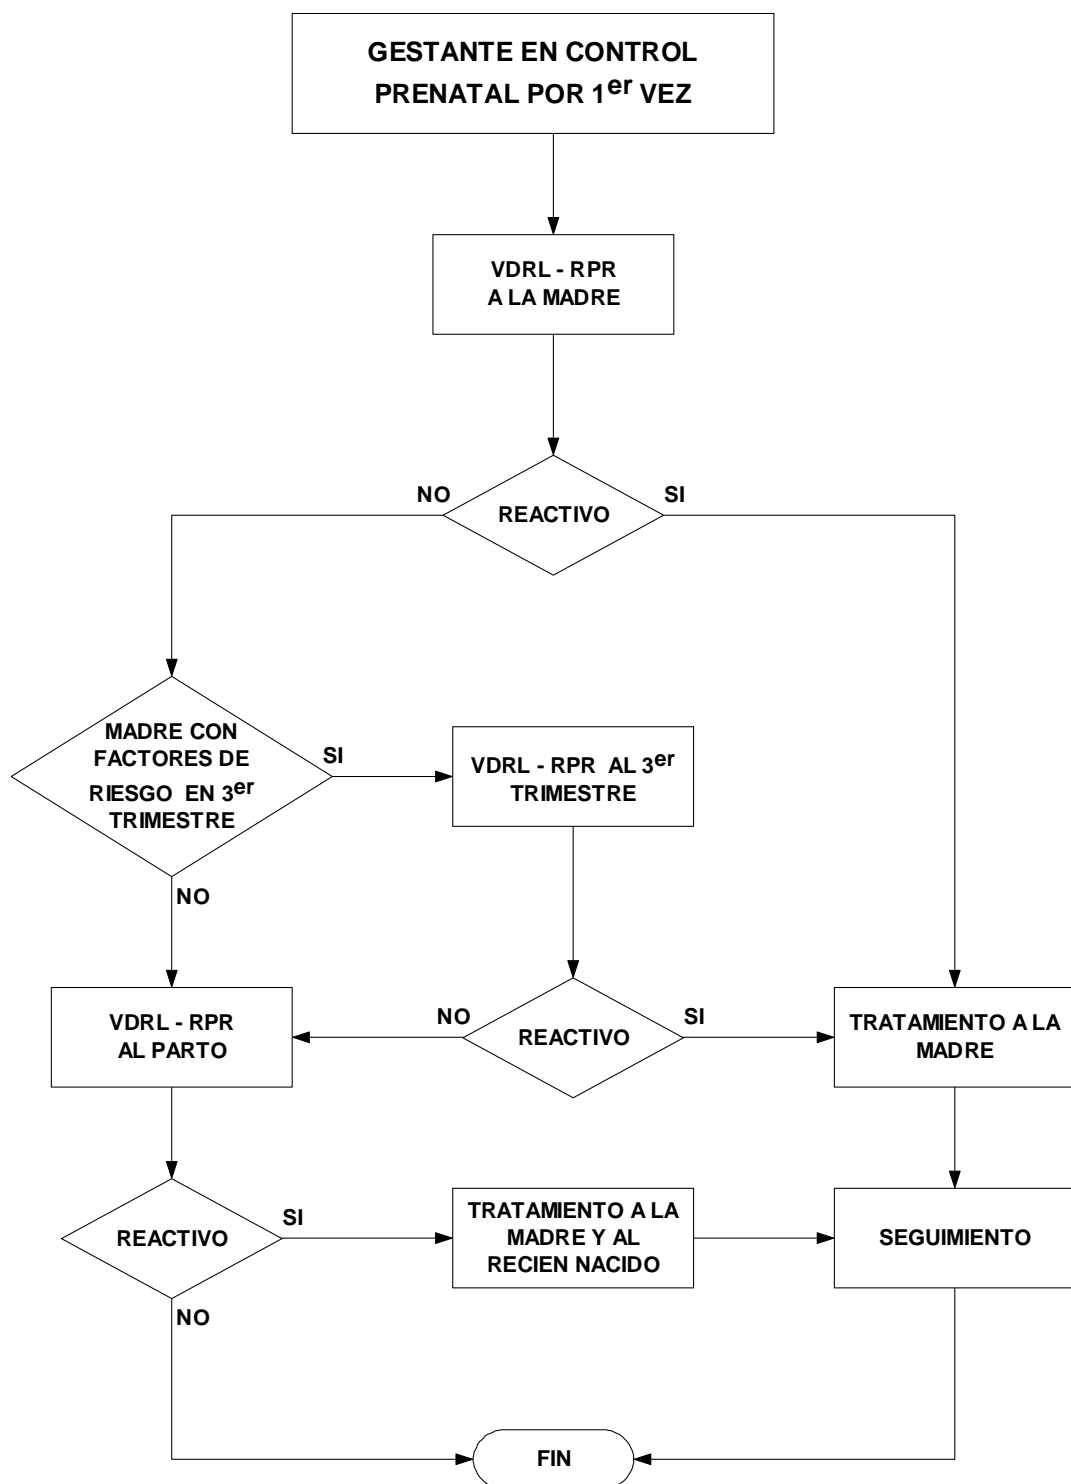 GESTANTE EN CONTROL
PRENATAL POR 1er VEZ
VDRL - RPR
A LA MADRE
NO
SI
REACTIVO
MADRE CON
FACTORES DE
RIESGO EN 3er
TRIMESTRE
SI
VDRL - RPR AL 3er
TRIMESTRE
NO
VDRL - RPR
AL PARTO
NO
REACTIVO
SI
TRATAMIENTO A LA
MADRE
REACTIVO
SI
TRATAMIENTO A LA
MADRE Y AL
RECIEN NACIDO
SEGUIMIENTO
NO
FIN